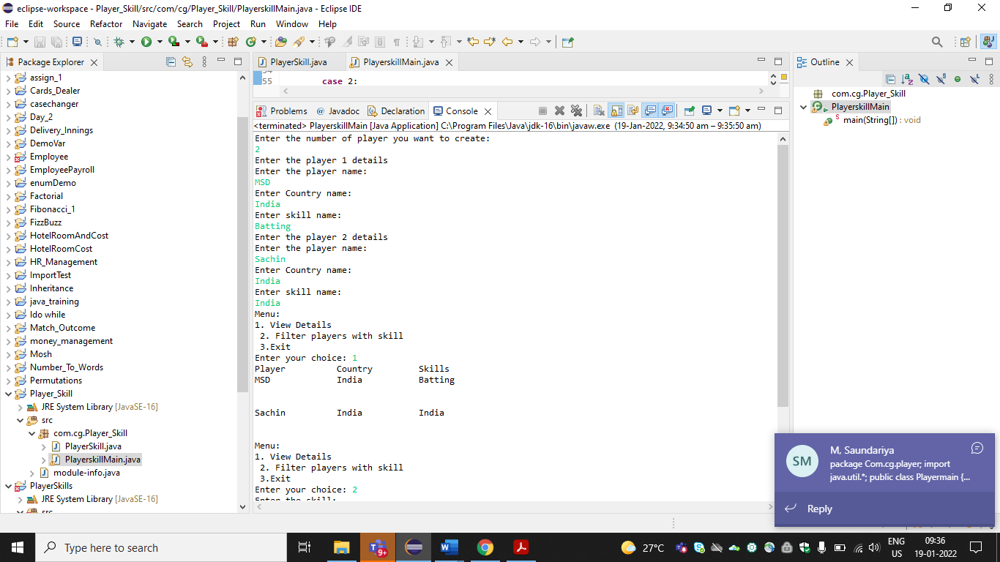 eclipse-workspace - Player_Skill/src/com/cg/Player_Skill/PlayerskillMain.java - Eclipse IDE
File Edit Source Refactor Navigate Search Project Run Window Help
Package Explorer
assign_1
Cards_Dealer
casechanger
Day_2
Delivery_Innings
DemoVar
Employee
EmployeePayroll
enumDemo
Factorial
Fibonacci_1
FizzBuzz
HotelRoomAndCost
HotelRoomCost
HR_Management
ImportTest
Inheritance
java_training
Ido while
Match_Outcome
money_management
Mosh
Number_To_Words
Permutations
Player_Skill
JRE System Library [JavaSE-16]
src
com.cg.Player_Skill
PlayerSkill.java
PlayerskillMain.java
module-info.java
PlayerSkills
JRE System Library [JavaSE-16]
src
PlayerSkill.java PlayerskillMain.java
55 case 2:
Problems @ Javadoc Declaration Console
<terminated> PlayerskillMain [Java Application] C:\Program Files\Java\jdk-16\bin\javaw.exe (19-Jan-2022, 9:34:50 am – 9:35:50 am)
Enter the number of player you want to create:
2
Enter the player 1 details
Enter the player name:
MSD
Enter Country name:
India
Enter skill name:
Batting
Enter the player 2 details
Enter the player name:
Sachin
Enter Country name:
India
Enter skill name:
India
Menu:
1. View Details
2. Filter players with skill
3.Exit
Enter your choice: 1
Player Country Skills
MSD India Batting
Sachin India India
Menu:
1. View Details
2. Filter players with skill
3.Exit
Enter your choice: 2
Enter the skill:
Outline
com.cg.Player_Skill
PlayerskillMain
main(String[]) : void
SM
M, Saundariya
package Com.cg.player; import
java.util.*; public class Playermain {...
Reply
Type here to search
9+
27°C
ENG
US
09:36
19-01-2022